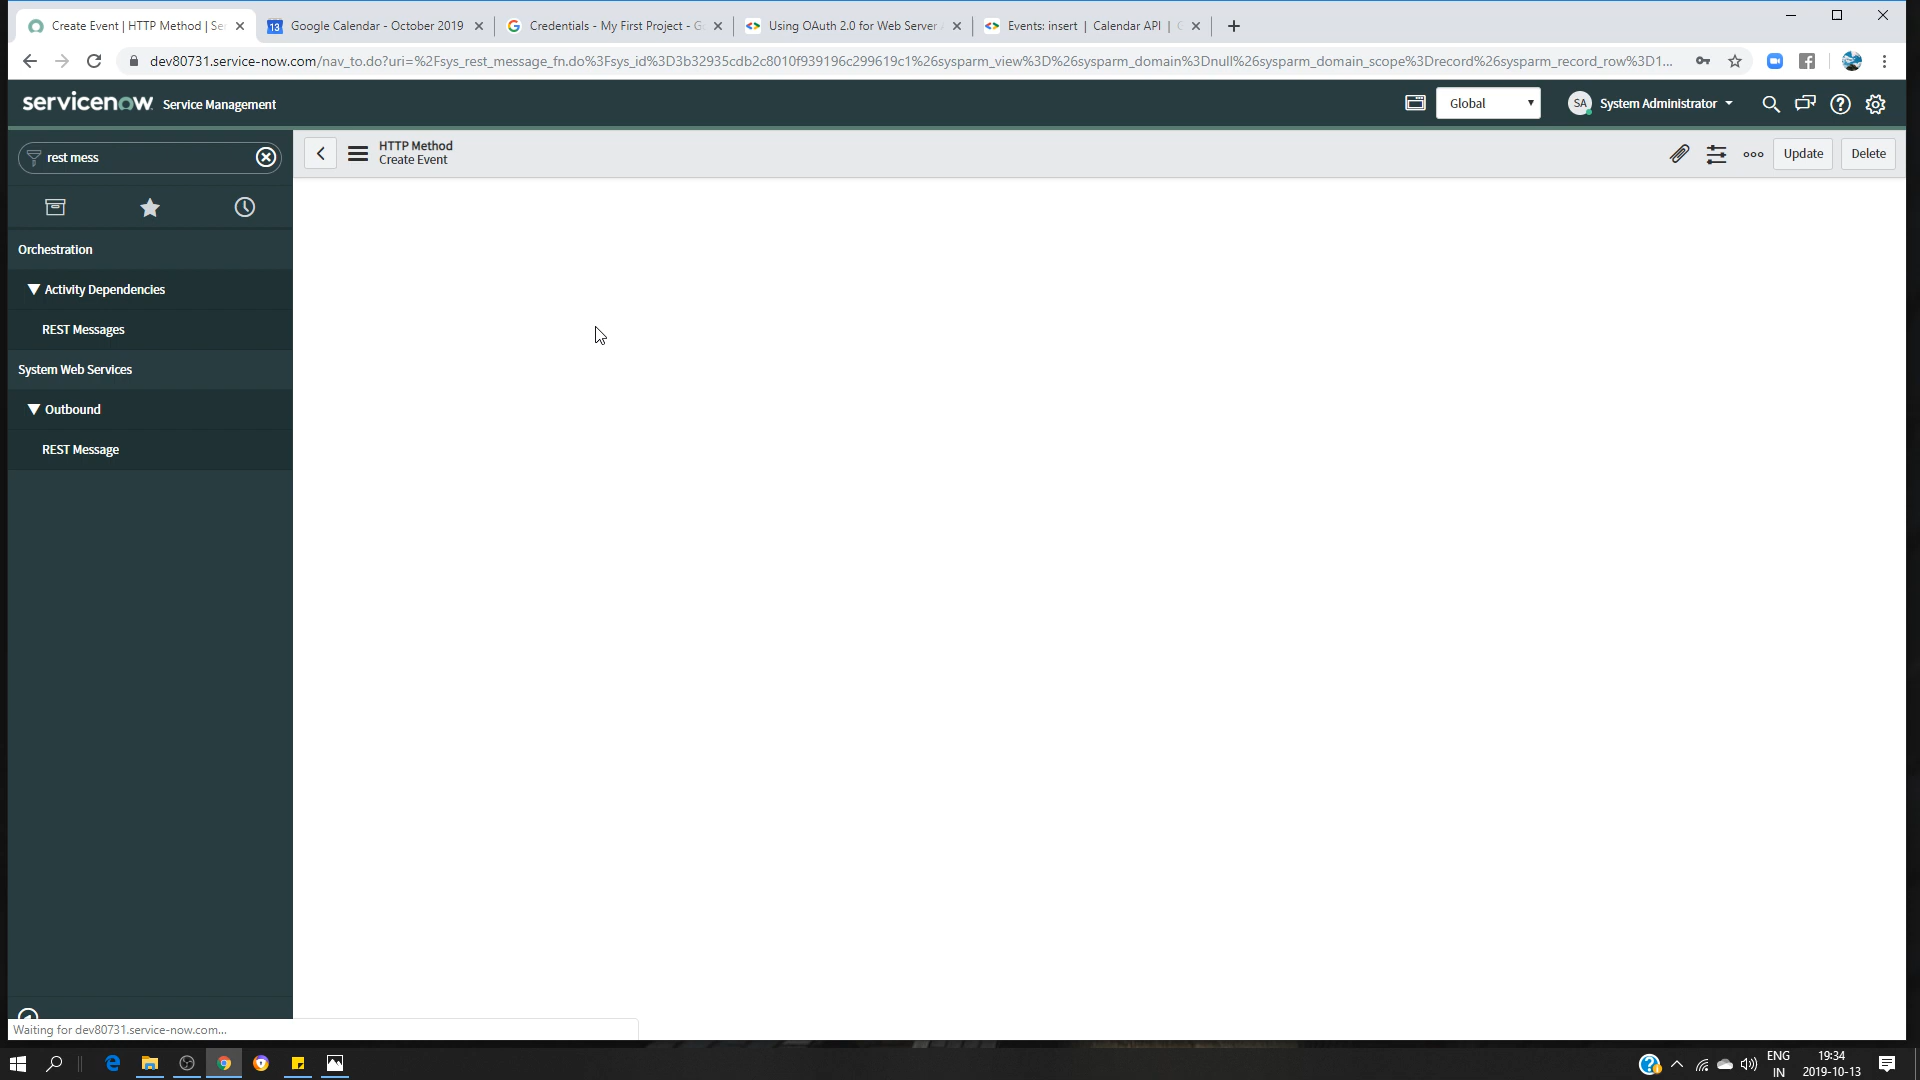 Create Event | HTTP Method | Se
Google Calendar - October 2019
Credentials - My First Project - G
Using OAuth 2.0 for Web Server
Events: insert | Calendar API |
dev80731.service-now.com/nav_to.do?uri=%2Fsys_rest_message_fn.do%3Fsys_id%3D3b32935cdb2c8010f939196c299619c1%26sysparm_view%3D%26sysparm_domain%3Dnull%26sysparm_domain_scope%3Drecord%26sysparm_record_row%3D1...
servicenow Service Management
Global
SA System Administrator
rest mess
HTTP Method
Create Event
Update
Delete
Orchestration
Activity Dependencies
REST Messages
System Web Services
Outbound
REST Message
Waiting for dev80731.service-now.com...
ENG
IN
19:34
2019-10-13